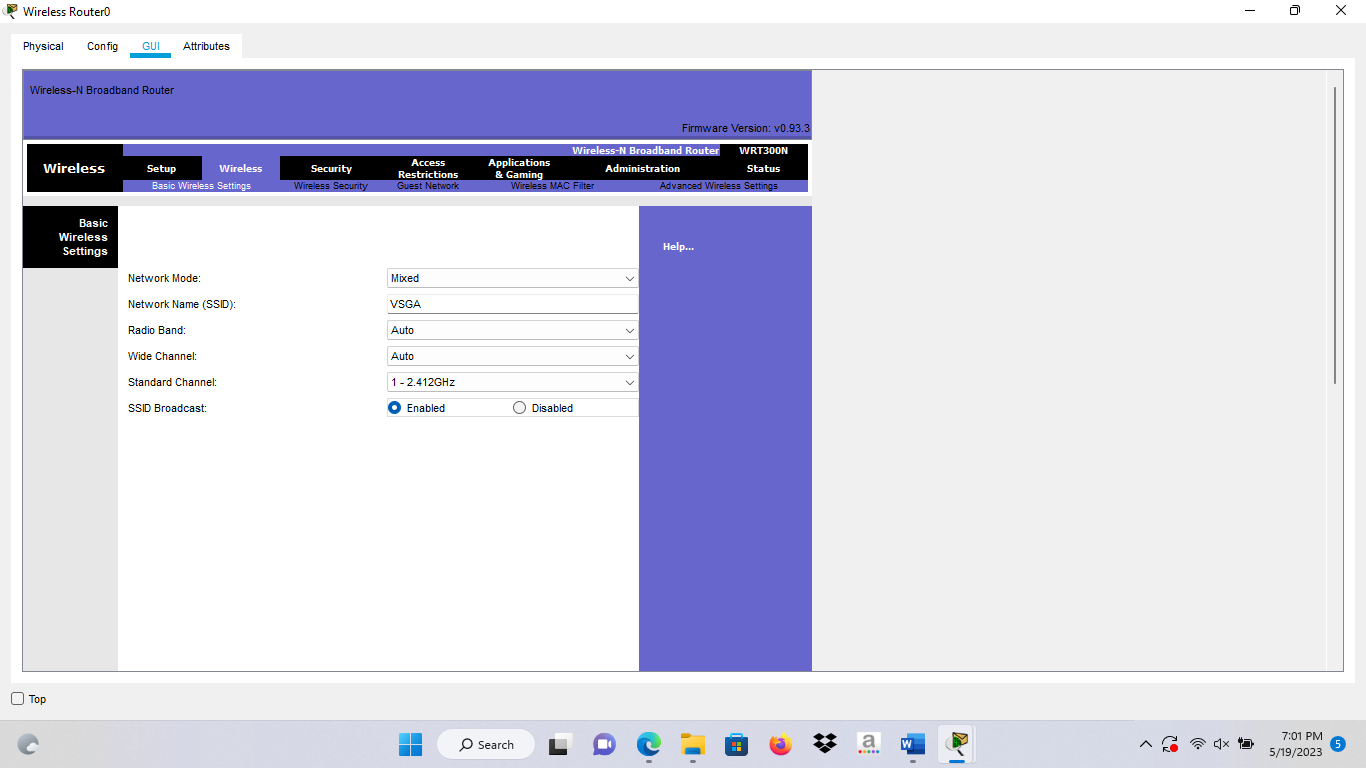 Wireless Router0
Physical Config GUI Attributes
Wireless-N Broadband Router
Firmware Version: v0.93.3
Wireless-N Broadband Router WRT300N
Wireless
Setup Wireless Security Access Restrictions Applications & Gaming Administration Status
Basic Wireless Settings Wireless Security Guest Network Wireless MAC Filter Advanced Wireless Settings
Basic
Wireless
Settings
Help...
Network Mode: Mixed
Network Name (SSID): VSGA
Radio Band: Auto
Wide Channel: Auto
Standard Channel: 1 - 2.412GHz
SSID Broadcast: Enabled Disabled
Top
Search
a
W
7:01 PM
5/19/2023
5